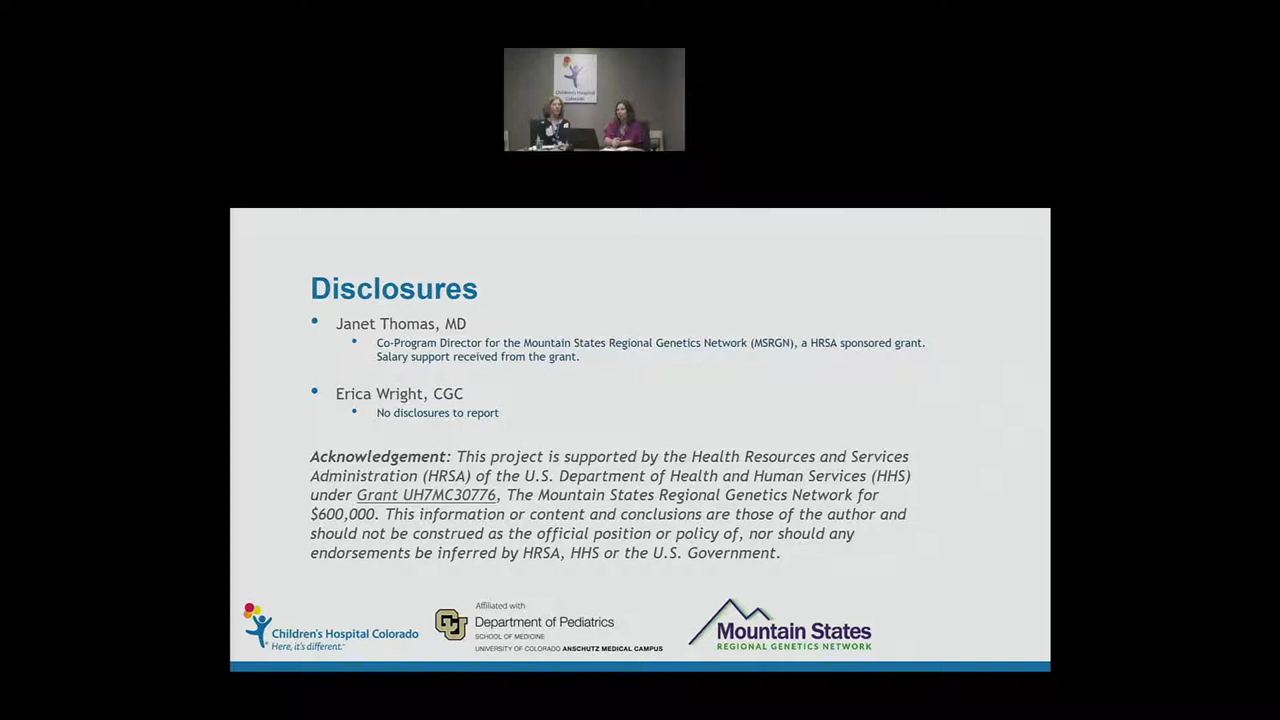 Children's Hospital
Colorado
Disclosures
• Janet Thomas, MD
• Co-Program Director for the Mountain States Regional Genetics Network (MSRGN), a HRSA sponsored grant.
Salary support received from the grant.
• Erica Wright, CGC
• No disclosures to report
Acknowledgement: This project is supported by the Health Resources and Services
Administration (HRSA) of the U.S. Department of Health and Human Services (HHS)
under Grant UH7MC30776, The Mountain States Regional Genetics Network for
$600,000. This information or content and conclusions are those of the author and
should not be construed as the official position or policy of, nor should any
endorsements be inferred by HRSA, HHS or the U.S. Government.
Children's Hospital Colorado
Here, it's different.™
CU
Affiliated with
Department of Pediatrics
SCHOOL OF MEDICINE
UNIVERSITY OF COLORADO ANSCHUTZ MEDICAL CAMPUS
Mountain States
REGIONAL GENETICS NETWORK